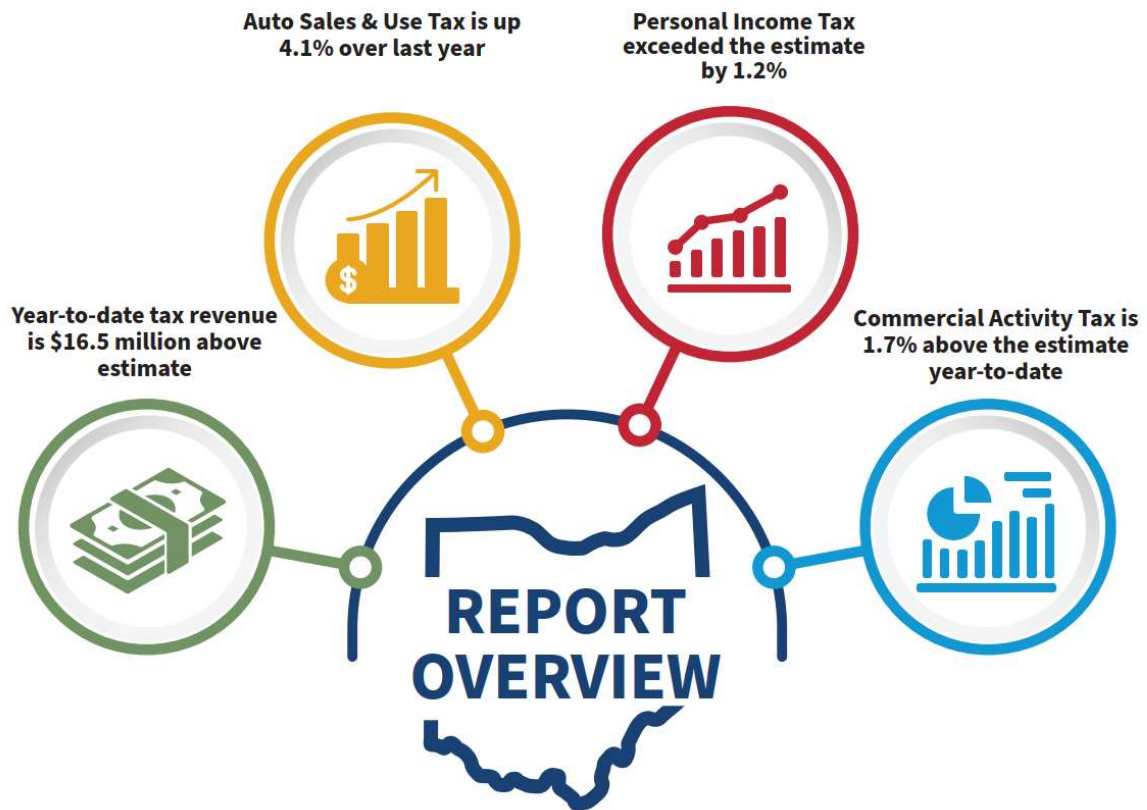 Auto Sales & Use Tax is up
4.1% over last year
Personal Income Tax
exceeded the estimate
by 1.2%
Year-to-date tax revenue
is $16.5 million above
estimate
Commercial Activity Tax is
1.7% above the estimate
year-to-date
$
REPORT
OVERVIEW